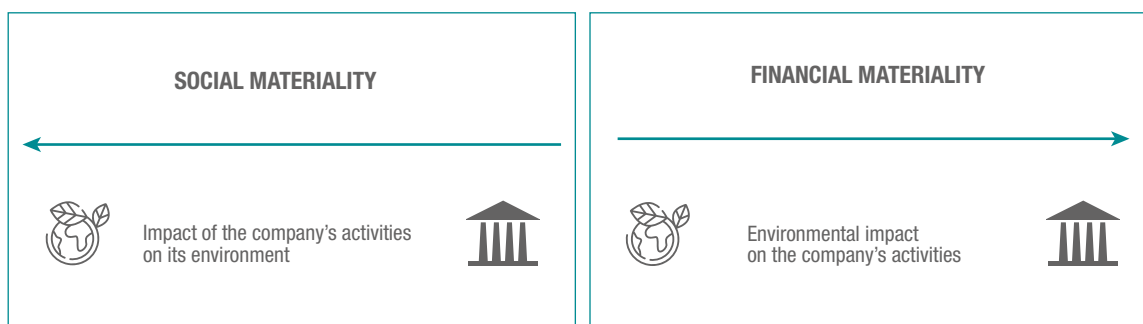 SOCIAL MATERIALITY
Impact of the company's activities
on its environment
FINANCIAL MATERIALITY
Environmental impact
on the company's activities